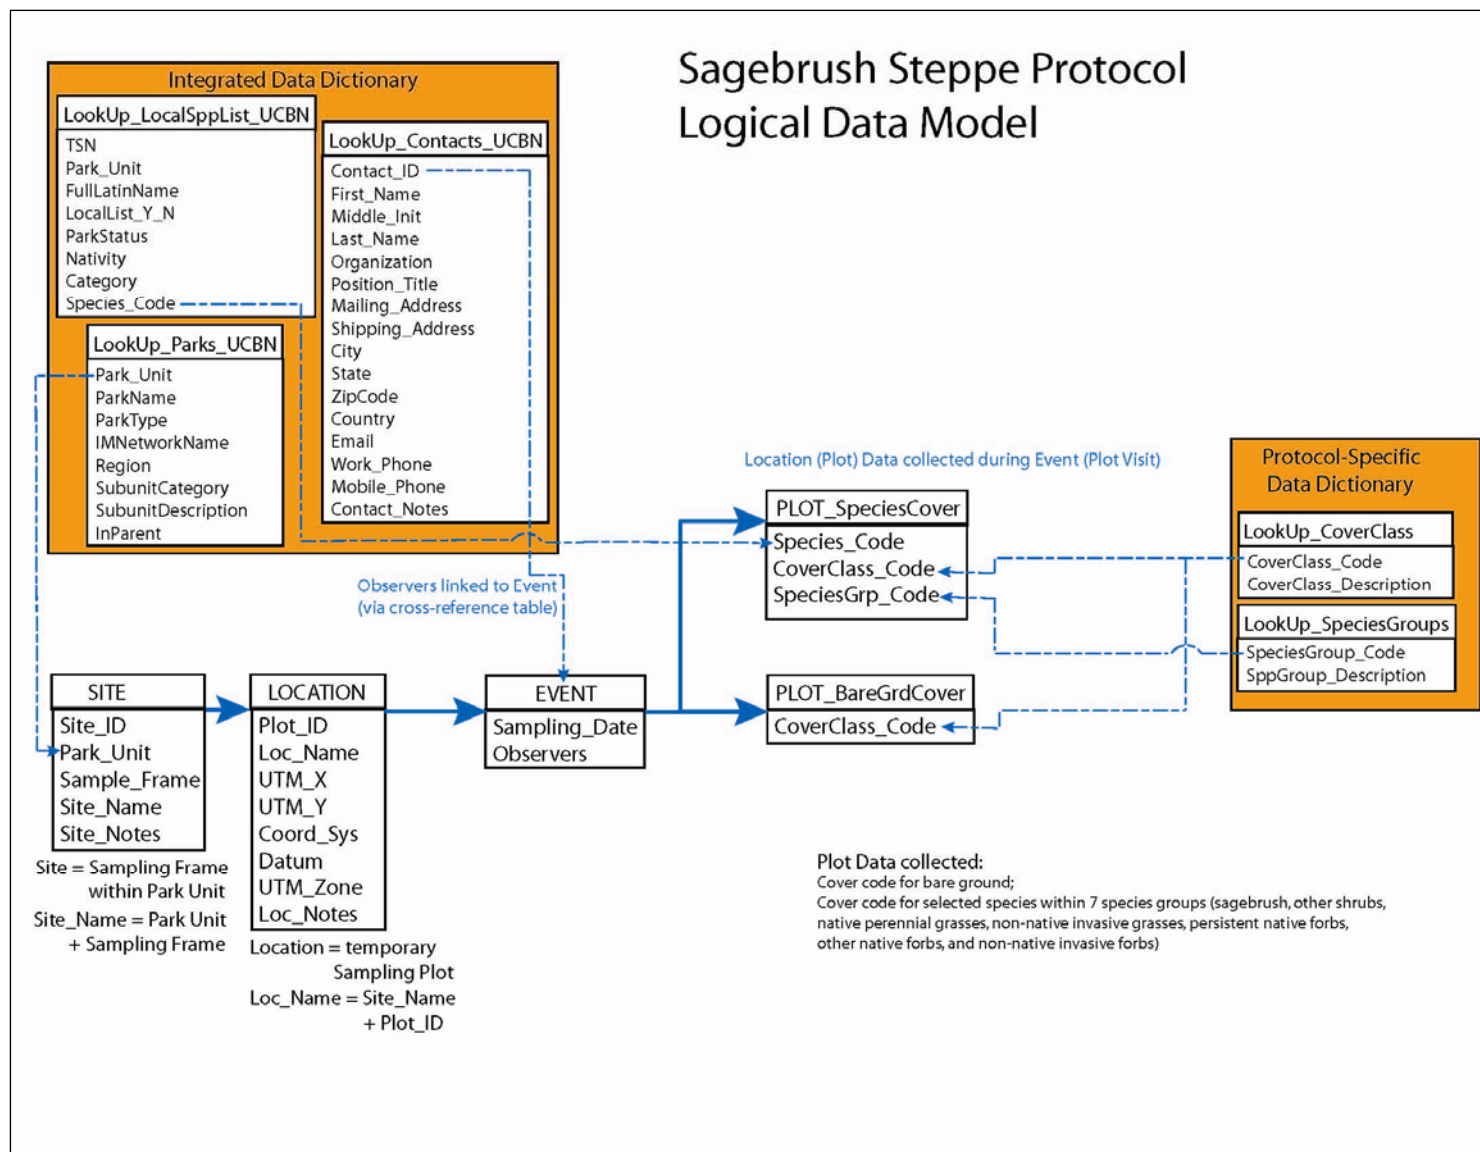 Sagebrush Steppe Protocol
Logical Data Model
Integrated Data Dictionary
LookUp_LocalSppList_UCBN
TSN
Park_Unit
FullLatinName
LocalList_Y_N
ParkStatus
Nativity
Category
Species_Code
LookUp_Parks_UCBN
Park_Unit
ParkName
ParkType
IMNetworkName
Region
SubunitCategory
SubunitDescription
InParent
LookUp_Contacts_UCBN
Contact_ID
First_Name
Middle_Init
Last_Name
Organization
Position_Title
Mailing_Address
Shipping_Address
City
State
ZipCode
Country
Email
Work_Phone
Mobile_Phone
Contact_Notes
Observers linked to Event
(via cross-reference table)
Location (Plot) Data collected during Event (Plot Visit)
PLOT_SpeciesCover
Species_Code
CoverClass_Code
SpeciesGrp_Code
Protocol-Specific
Data Dictionary
LookUp_CoverClass
CoverClass_Code
CoverClass_Description
LookUp_SpeciesGroups
SpeciesGroup_Code
SppGroup_Description
SITE
Site_ID
Park_Unit
Sample_Frame
Site_Name
Site_Notes
Site = Sampling Frame
within Park Unit
Site_Name = Park Unit
+ Sampling Frame
LOCATION
Plot_ID
Loc_Name
UTM_X
UTM_Y
Coord_Sys
Datum
UTM_Zone
Loc_Notes
Location = temporary
Sampling Plot
Loc_Name = Site_Name
+ Plot_ID
EVENT
Sampling_Date
Observers
PLOT_BareGrdCover
CoverClass_Code
Plot Data collected:
Cover code for bare ground;
Cover code for selected species within 7 species groups (sagebrush, other shrubs,
native perennial grasses, non-native invasive grasses, persistent native forbs,
other native forbs, and non-native invasive forbs)